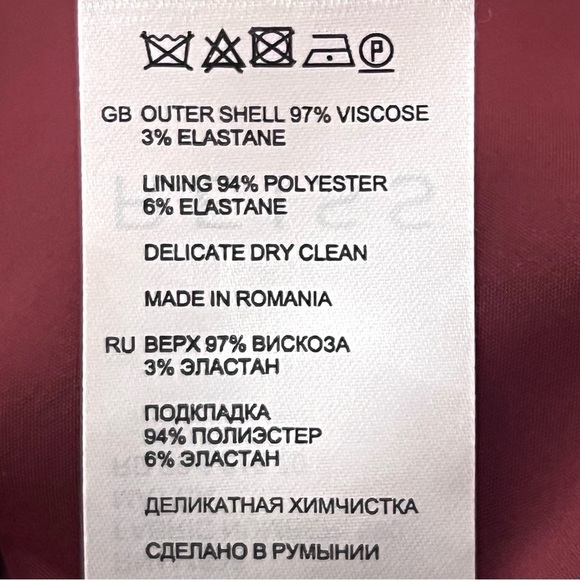 P
GB OUTER SHELL 97% VISCOSE
3% ELASTANE
LINING 94% POLYESTER
6% ELASTANE
DELICATE DRY CLEAN
MADE IN ROMANIA
RU ВЕРХ 97% ВИСКОЗА
3% ЭЛАСТАН
ПОДКЛАДКА
94% ПОЛИЭСТЕР
6% ЭЛАСТАН
ДЕЛИКАТНАЯ ХИМЧИСТКА
СДЕЛАНО В РУМЫНИИ